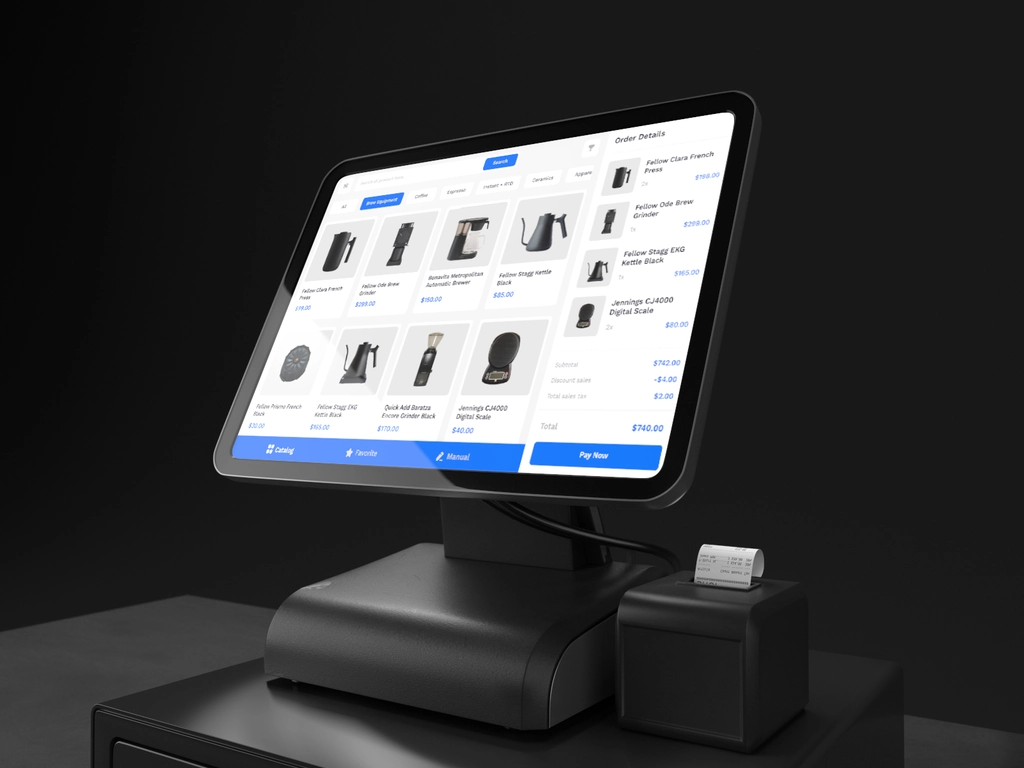 Search
All
Brew Equipment
Coffee
Espresso
Instant + RTD
Ceramics
Apparel
Fellow Clara French
Press
$99.00
Fellow Ode Brew
Grinder
$299.00
Bonavita Metropolitan
Automatic Brewer
$150.00
Fellow Stagg Kettle
Black
$85.00
Fellow Prismo French
Black
$30.00
Fellow Stagg EKG
Kettle Black
$165.00
Quick Add Baratza
Encore Grinder Black
$170.00
Jennings CJ4000
Digital Scale
$40.00
Catalog
Favorite
Manual
Order Details
Fellow Clara French
Press
2x
$198.00
Fellow Ode Brew
Grinder
1x
$299.00
Fellow Stagg EKG
Kettle Black
1x
$165.00
Jennings CJ4000
Digital Scale
2x
$80.00
Subtotal
$742.00
Discount sales
-$4.00
Total sales tax
$2.00
Total
$740.00
Pay Now